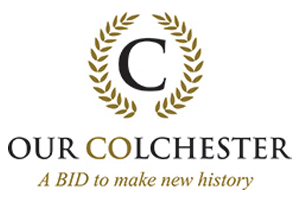 C
OUR COLCHESTER
A BID to make new history